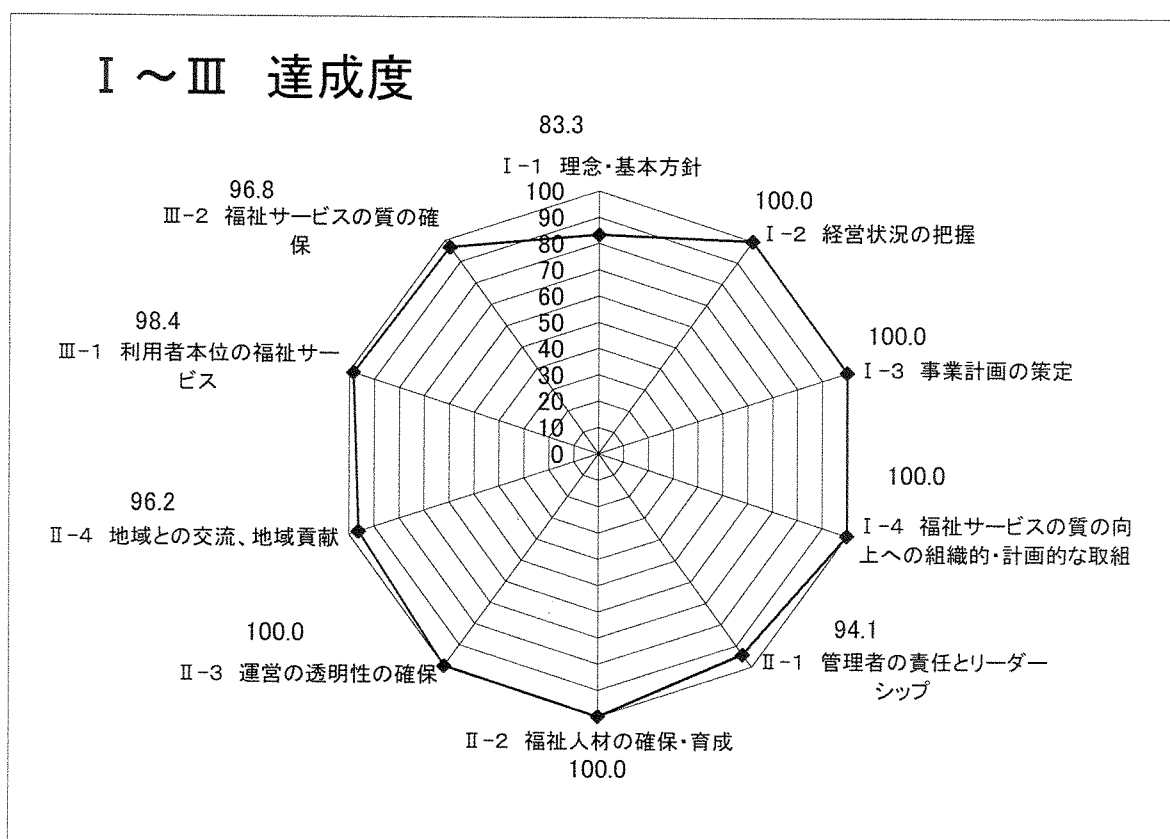 Ⅰ～Ⅲ 達成度
83.3
Ⅰ-1 理念・基本方針
100.0
Ⅰ-2 経営状況の把握
100.0
Ⅰ-3 事業計画の策定
100.0
Ⅰ-4 福祉サービスの質の向
上への組織的・計画的な取組
94.1
Ⅱ-1 管理者の責任とリーダー
シップ
Ⅱ-2 福祉人材の確保・育成
100.0
100.0
Ⅱ-3 運営の透明性の確保
96.2
Ⅱ-4 地域との交流、地域貢献
98.4
Ⅲ-1 利用者本位の福祉サー
ビス
96.8
Ⅲ-2 福祉サービスの質の確
保
100
90
80
70
60
50
40
30
20
10
0